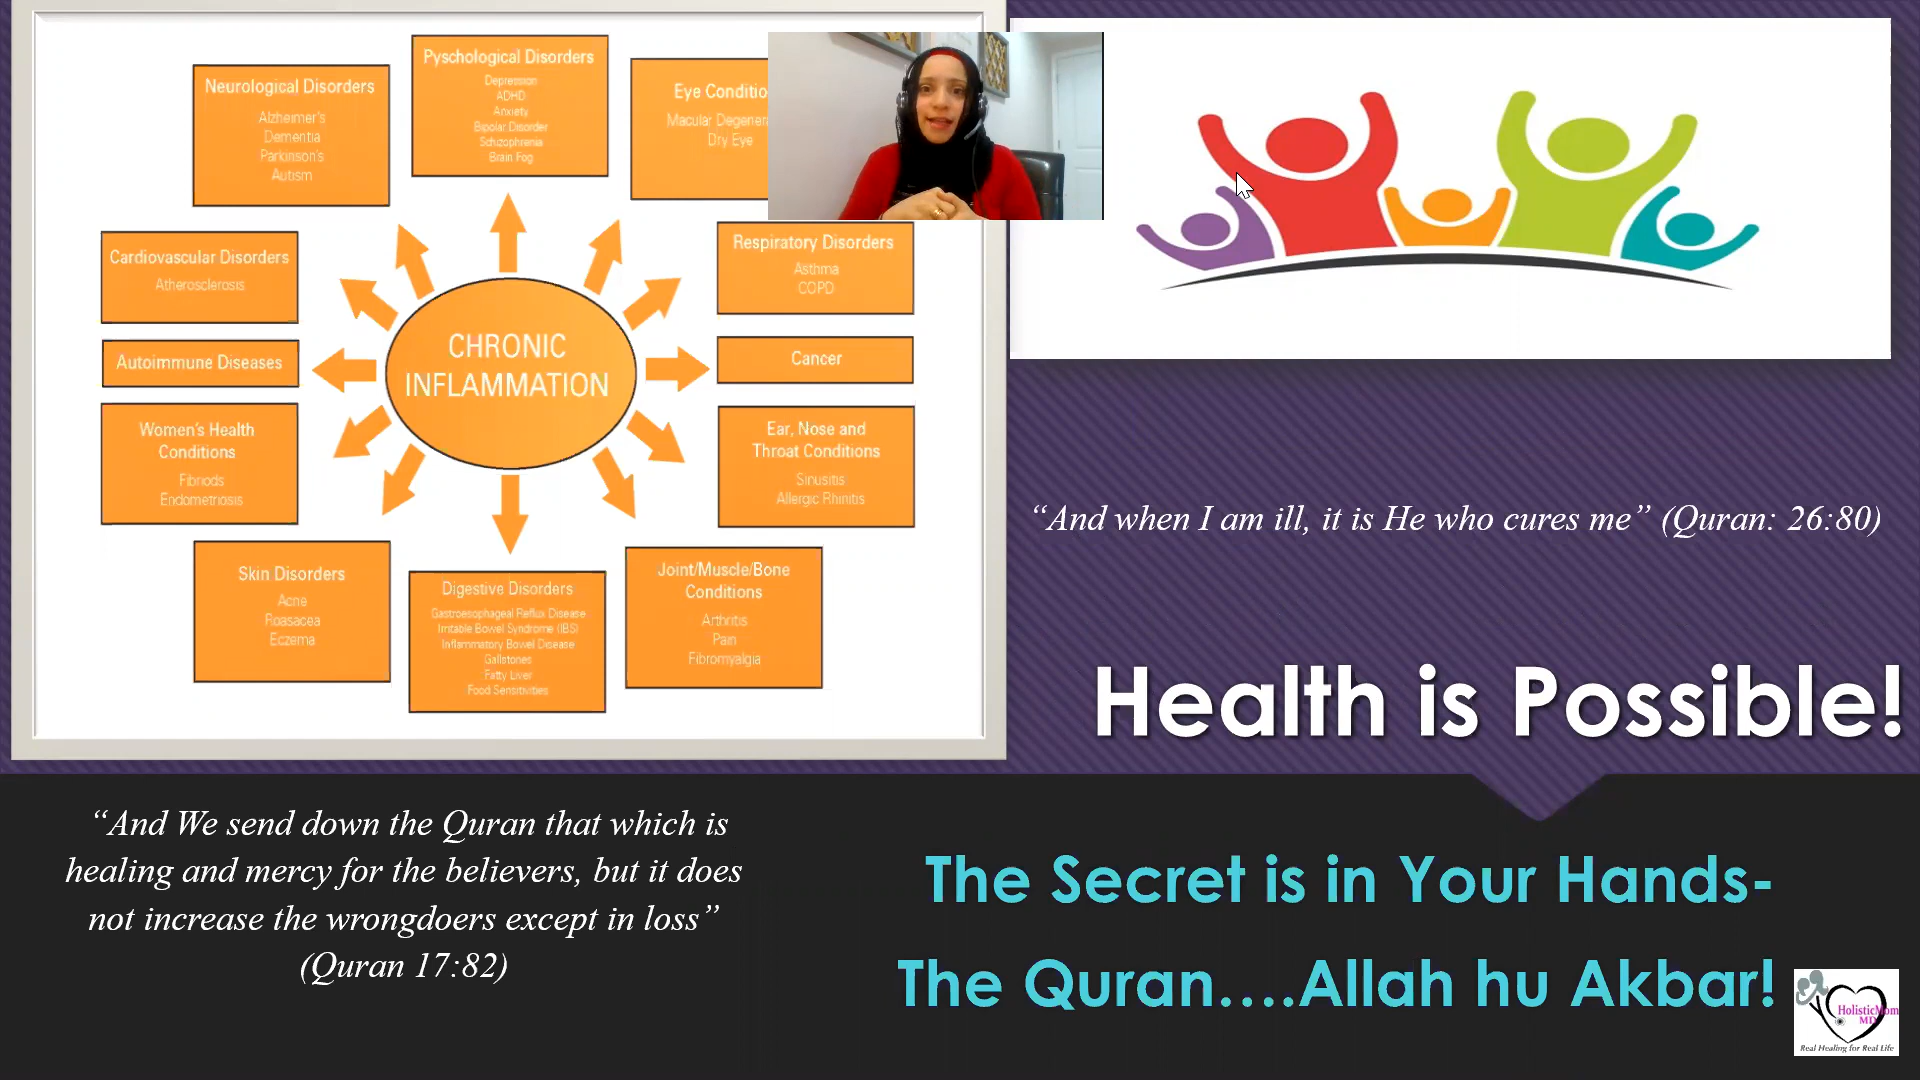 Pyschological Disorders
Depression
ADHD
Anxiety
Bipolar Disorder
Schizophrenia
Brain Fog
Neurological Disorders
Alzheimer's
Dementia
Parkinson's
Autism
Eye Conditio
Macular Degenera
Dry Eye
Cardiovascular Disorders
Atherosclerosis
Respiratory Disorders
Asthma
COPD
CHRONIC
INFLAMMATION
Autoimmune Diseases
Cancer
Women's Health
Conditions
Fibriods
Endometriosis
Ear, Nose and
Throat Conditions
Sinusitis
Allergic Rhinitis
Skin Disorders
Acne
Roasacea
Eczema
Digestive Disorders
Gastroesophageal Reflux Disease
Irritable Bowel Syndrome (IBS)
Inflammatory Bowel Disease
Gallstones
Fatty Liver
Food Sensitivities
Joint/Muscle/Bone
Conditions
Arthritis
Pain
Fibromyalgia
“And when I am ill, it is He who cures me” (Quran: 26:80)
Health is Possible!
“And We send down the Quran that which is
healing and mercy for the believers, but it does
not increase the wrongdoers except in loss”
(Quran 17:82)
The Secret is in Your Hands-
The Quran....Allah hu Akbar!
HolisticMom
MD
Real Healing for Real Life